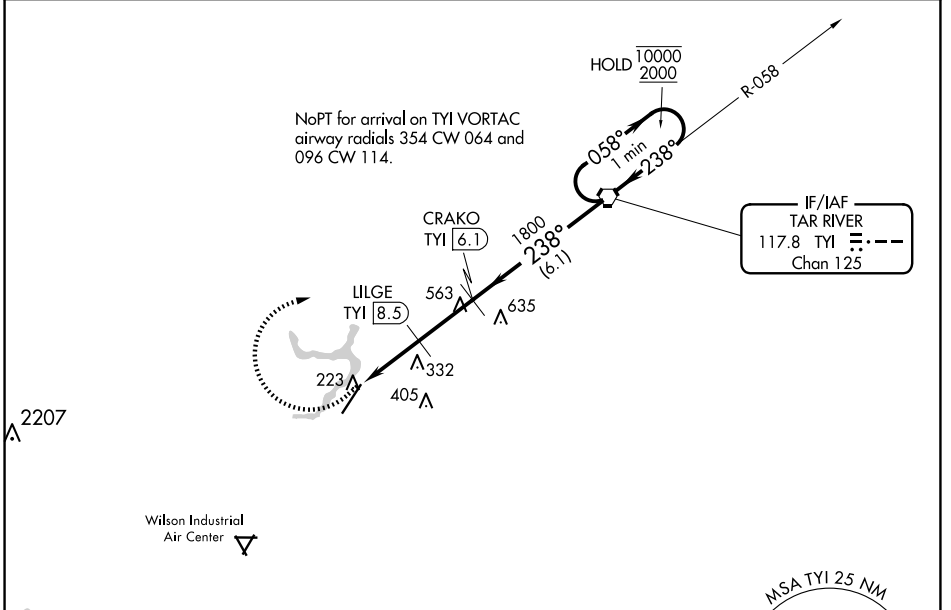 HOLD 10000
2000
R-058
NoPT for arrival on TYI VORTAC
airway radials 354 CW 064 and
096 CW 114.
058°
1 min
238°
IF/IAF
TAR RIVER
117.8 TYI
Chan 125
CRAKO
TYI 6.1
1800
238°
(6.1)
LILGE
TYI 8.5
563
635
332
223
405
2207
Wilson Industrial
Air Center
MSA TYI 25 NM